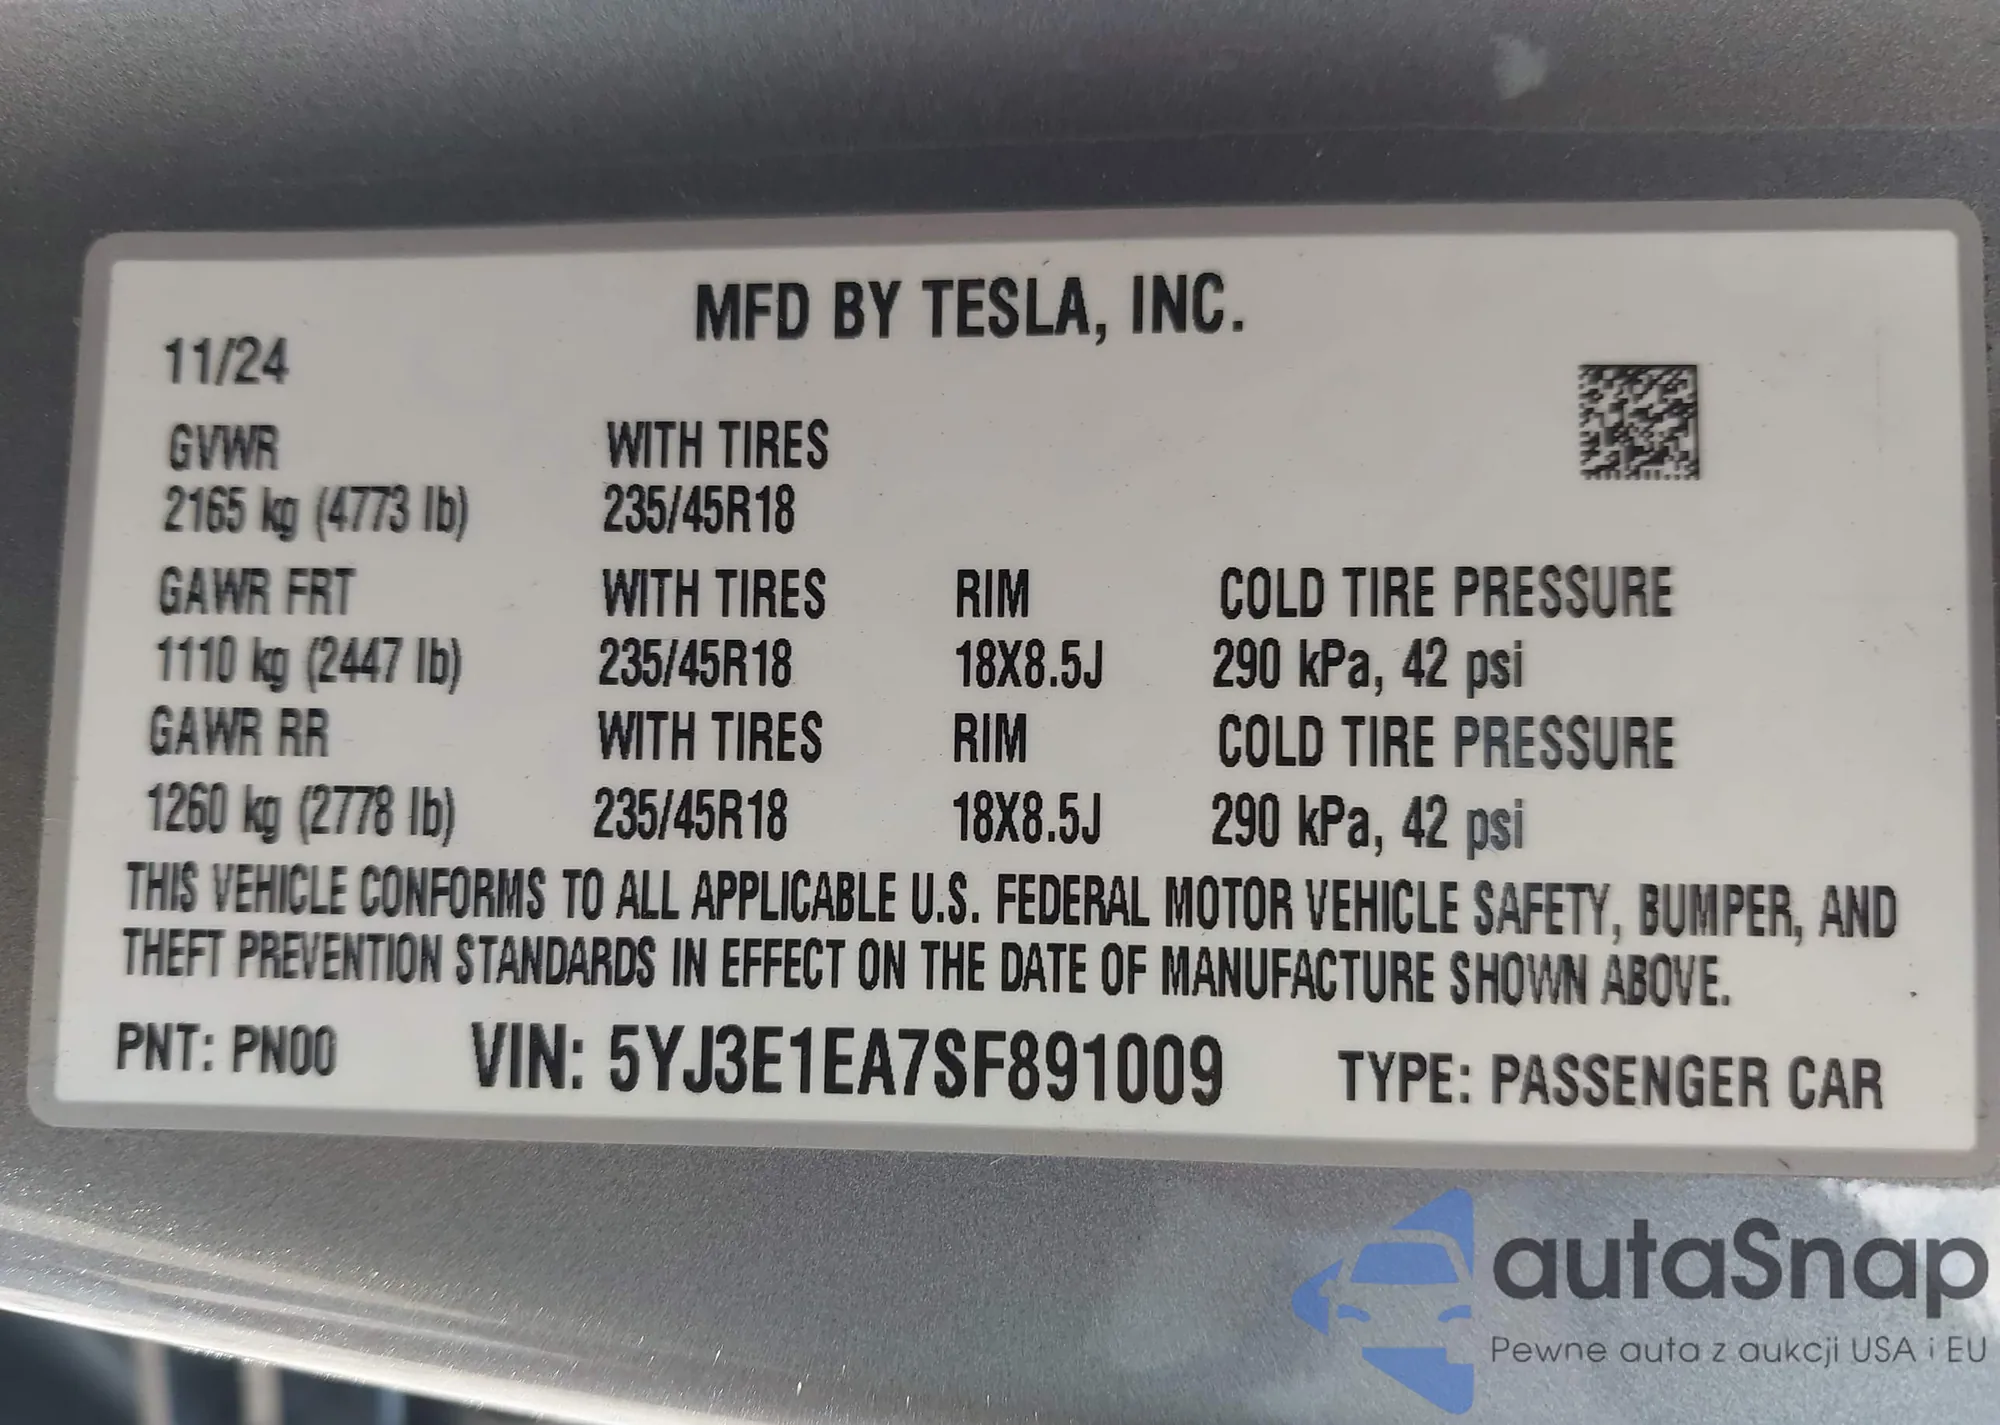 MFD BY TESLA, INC.
11/24
GVWR WITH TIRES
2165 kg (4773 lb) 235/45R18
GAWR FRT WITH TIRES RIM COLD TIRE PRESSURE
1110 kg (2447 lb) 235/45R18 18X8.5J 290 kPa, 42 psi
GAWR RR WITH TIRES RIM COLD TIRE PRESSURE
1260 kg (2778 lb) 235/45R18 18X8.5J 290 kPa, 42 psi
THIS VEHICLE CONFORMS TO ALL APPLICABLE U.S. FEDERAL MOTOR VEHICLE SAFETY, BUMPER, AND
THEFT PREVENTION STANDARDS IN EFFECT ON THE DATE OF MANUFACTURE SHOWN ABOVE.
PNT: PN00 VIN: 5YJ3E1EA7SF891009 TYPE: PASSENGER CAR
autaSnap
Pewne auta z aukcji USA i EU